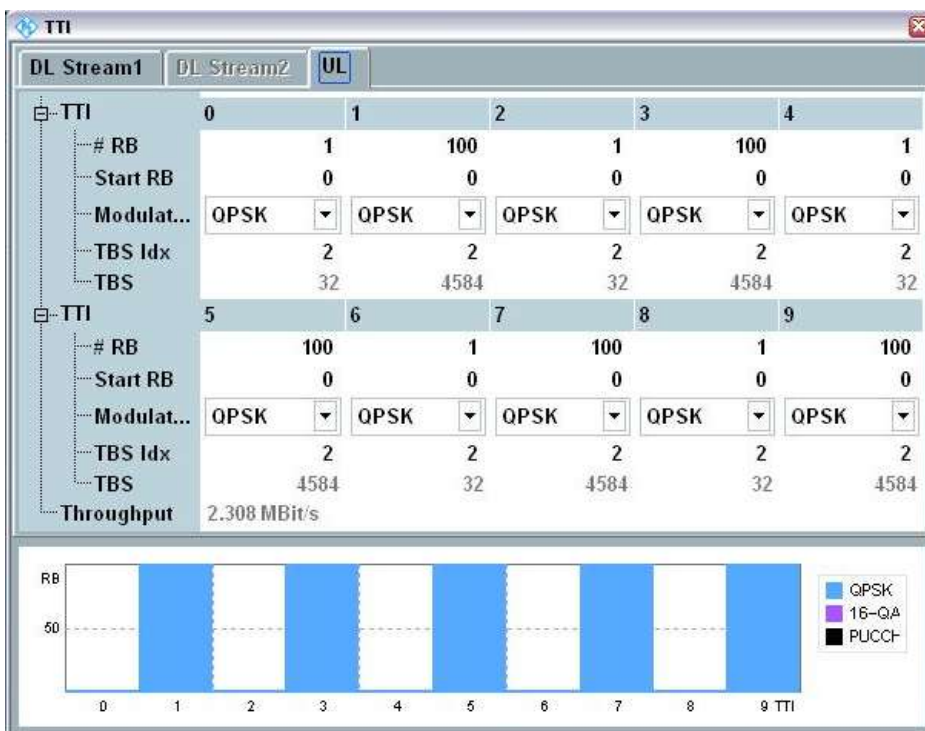 TTI
DL Stream1 DL Stream2 UL
TTI 0 1 2 3 4
# RB 1 100 1 100 1
Start RB 0 0 0 0 0
Modulat... QPSK QPSK QPSK QPSK QPSK
TBS Idx 2 2 2 2 2
TBS 32 4584 32 4584 32
TTI 5 6 7 8 9
# RB 100 1 100 1 100
Start RB 0 0 0 0 0
Modulat... QPSK QPSK QPSK QPSK QPSK
TBS Idx 2 2 2 2 2
TBS 4584 32 4584 32 4584
Throughput 2.308 MBit/s
RB
50
0 1 2 3 4 5 6 7 8 9 TTI
QPSK
16-QA
PUCCH